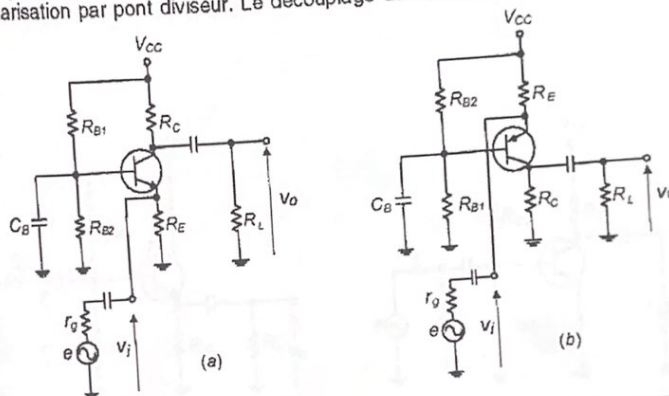 arisation par pont diviseur. Le découplage
VCC
RB1
RC
CB
RB2
RE
RL
vo
rg
e
vi
(a)
VCC
RB2
RE
CB
RB1
RC
RL
rg
e
vi
(b)